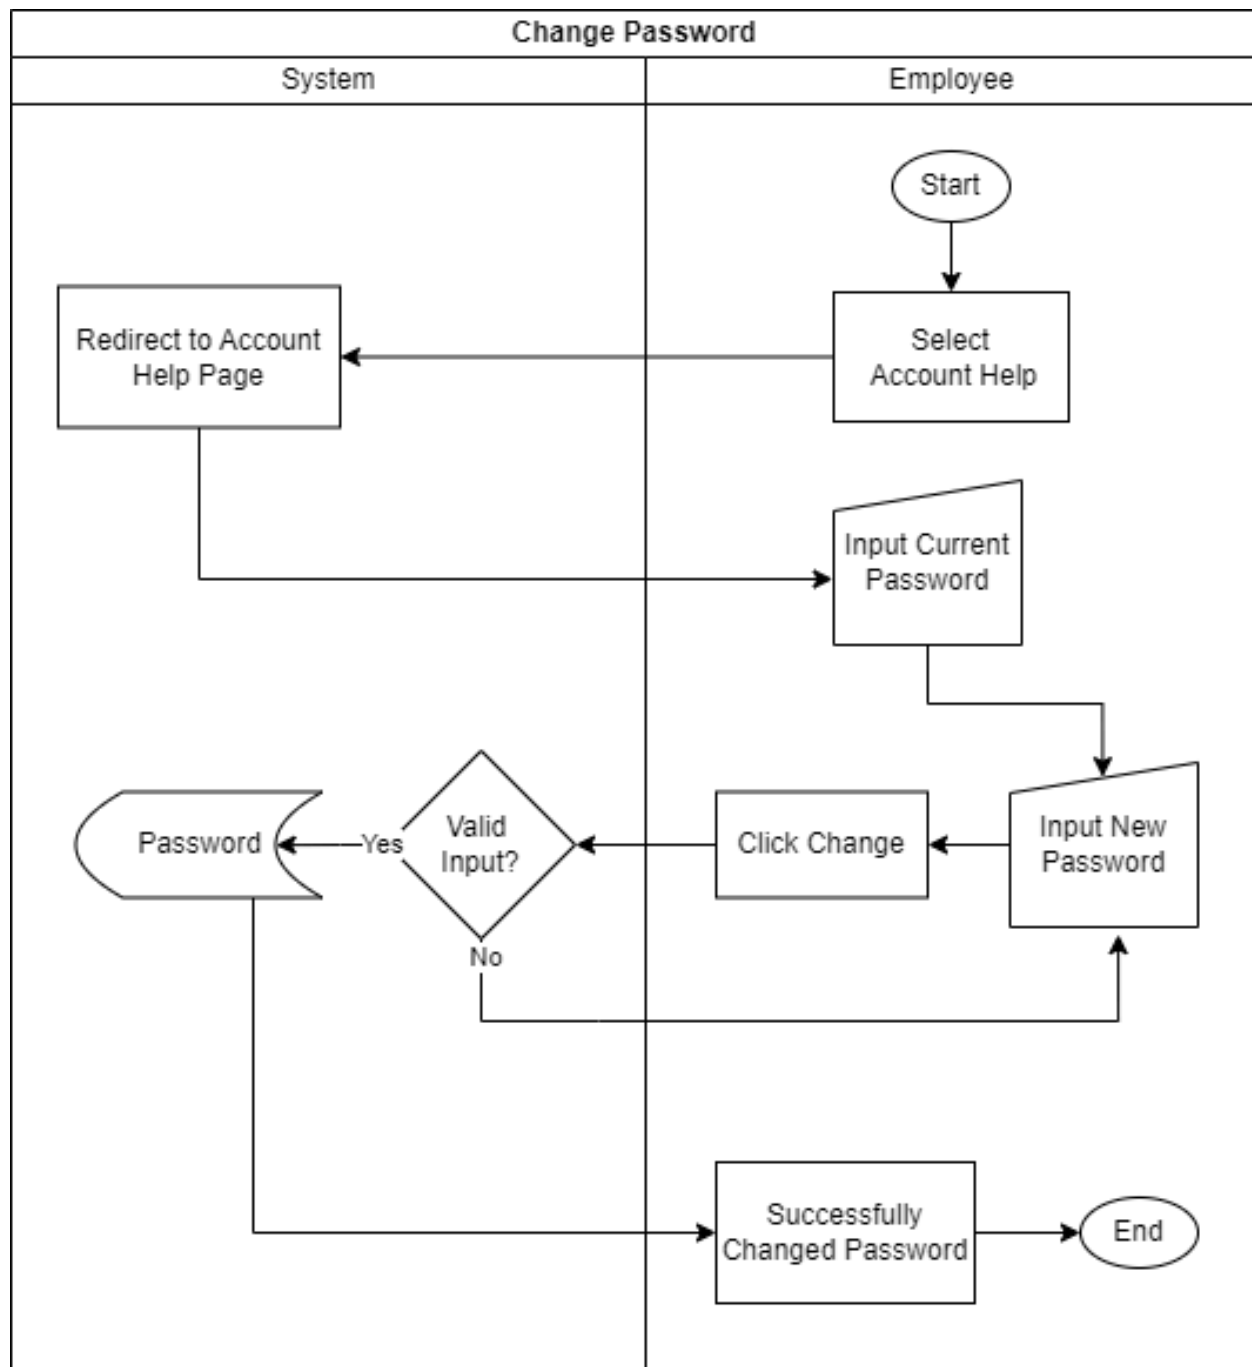 Change Password
System
Employee
Start
Redirect to Account
Help Page
Select
Account Help
Input Current
Password
Password
Yes
Valid
Input?
Click Change
Input New
Password
No
Successfully
Changed Password
End